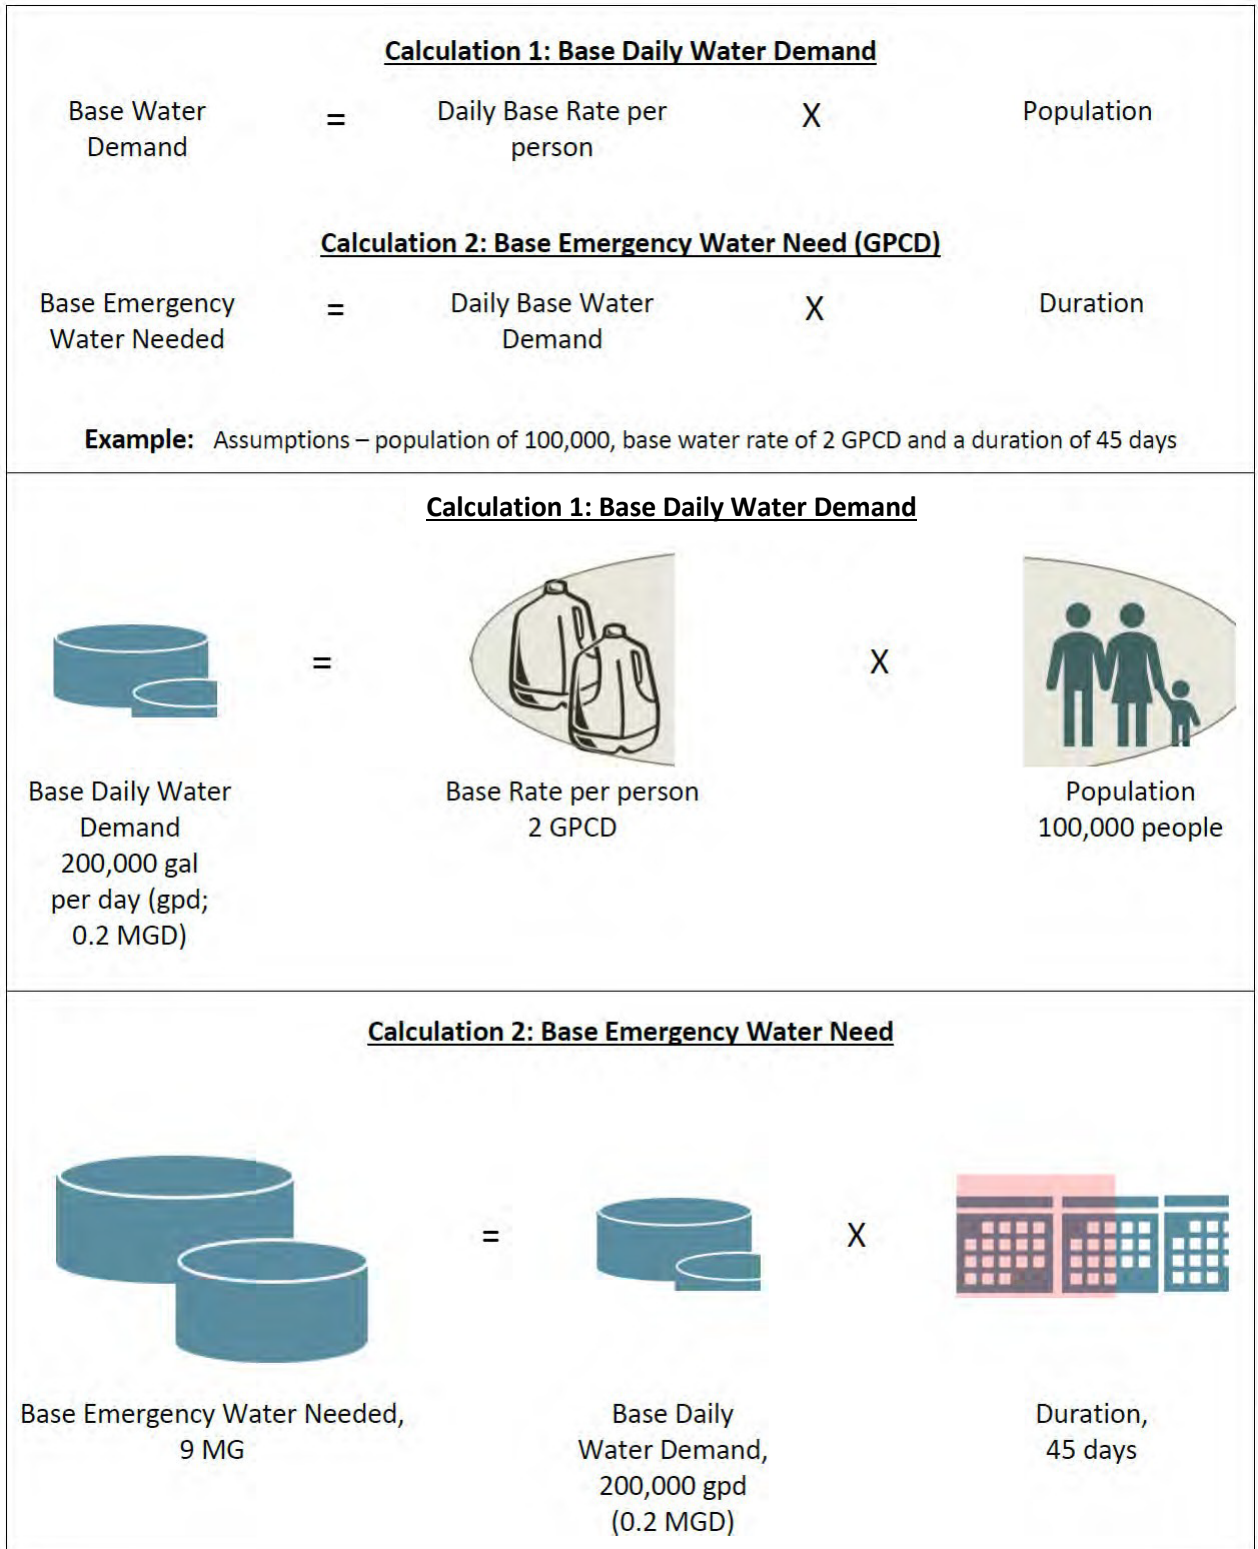 Calculation 1: Base Daily Water Demand
Base Water
Demand
=
Daily Base Rate per
person
X
Population
Calculation 2: Base Emergency Water Need (GPCD)
Base Emergency
Water Needed
=
Daily Base Water
Demand
X
Duration
Example: Assumptions – population of 100,000, base water rate of 2 GPCD and a duration of 45 days
Calculation 1: Base Daily Water Demand
=
X
Base Daily Water
Demand
200,000 gal
per day (gpd;
0.2 MGD)
Base Rate per person
2 GPCD
Population
100,000 people
Calculation 2: Base Emergency Water Need
=
X
Base Emergency Water Needed,
9 MG
Base Daily
Water Demand,
200,000 gpd
(0.2 MGD)
Duration,
45 days